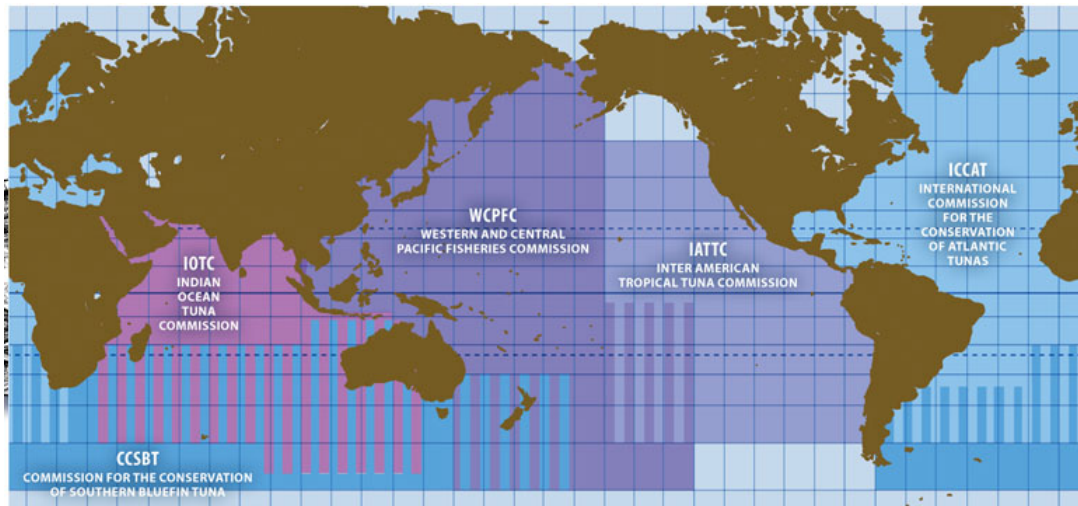 WCPFC
WESTERN AND CENTRAL
PACIFIC FISHERIES COMMISSION
ICCAT
INTERNATIONAL
COMMISSION
FOR THE
CONSERVATION
OF ATLANTIC
TUNAS
IOTC
INDIAN
OCEAN
TUNA
COMMISSION
IATTC
INTER AMERICAN
TROPICAL TUNA COMMISSION
CCSBT
COMMISSION FOR THE CONSERVATION
OF SOUTHERN BLUEFIN TUNA